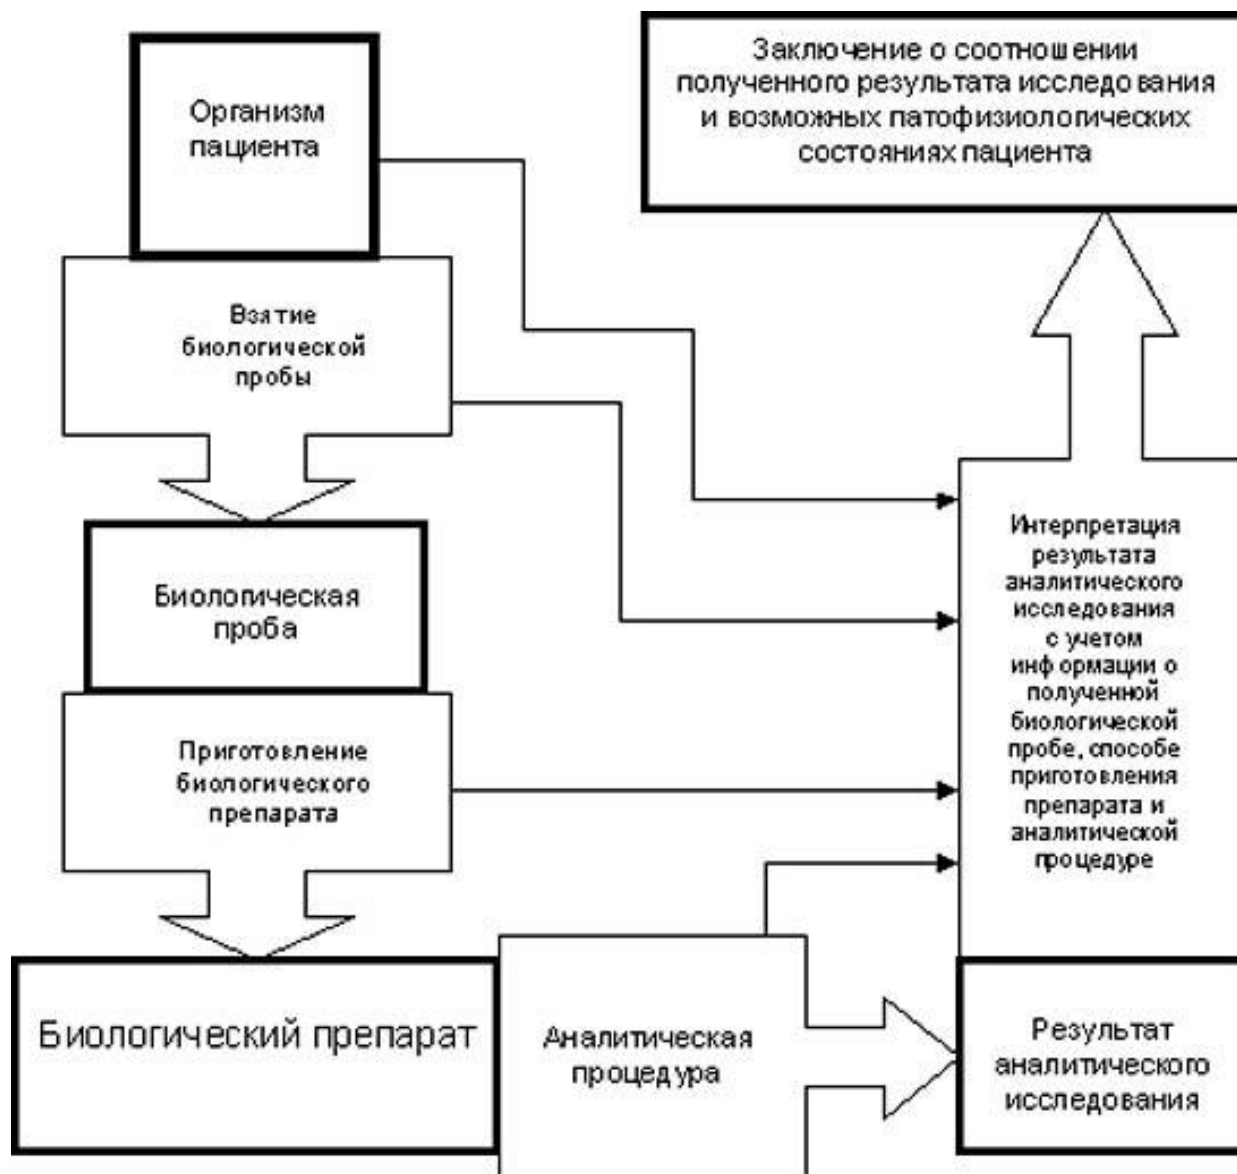 Организм
пациента
Взятие
биологической
пробы
Биологическая
проба
Приготовление
биологического
препарата
Биологический препарат
Аналитическая
процедура
Результат
аналитического
исследования
Интерпретация
результата
аналитического
исследования
с учетом
информации о
полученной
биологической
пробе, способе
приготовления
препарата и
аналитической
процедуре
Заключение о соотношении
полученного результата исследования
и возможных патофизиологических
состояниях пациента